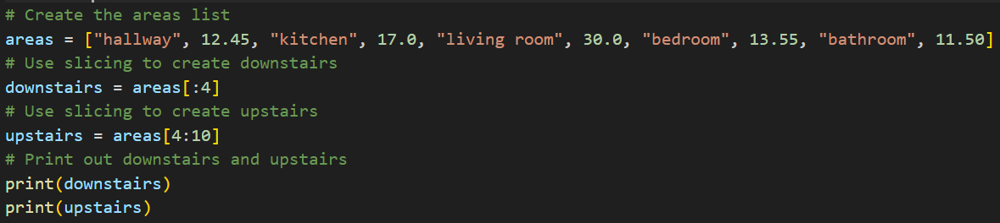 # Create the areas list
areas = ["hallway", 12.45, "kitchen", 17.0, "living room", 30.0, "bedroom", 13.55, "bathroom", 11.50]
# Use slicing to create downstairs
downstairs = areas[:4]
# Use slicing to create upstairs
upstairs = areas[4:10]
# Print out downstairs and upstairs
print(downstairs)
print(upstairs)